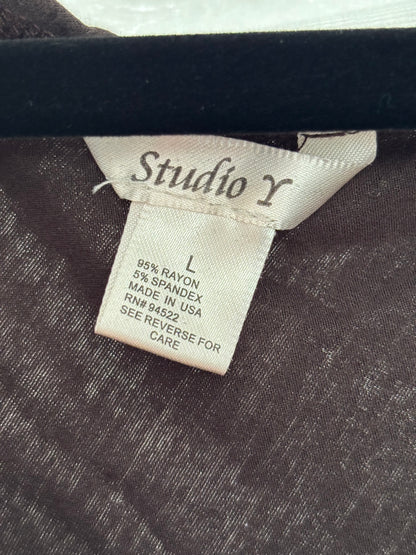 Studio Y
L
95% RAYON
5% SPANDEX
MADE IN USA
RN# 94522
SEE REVERSE FOR
CARE